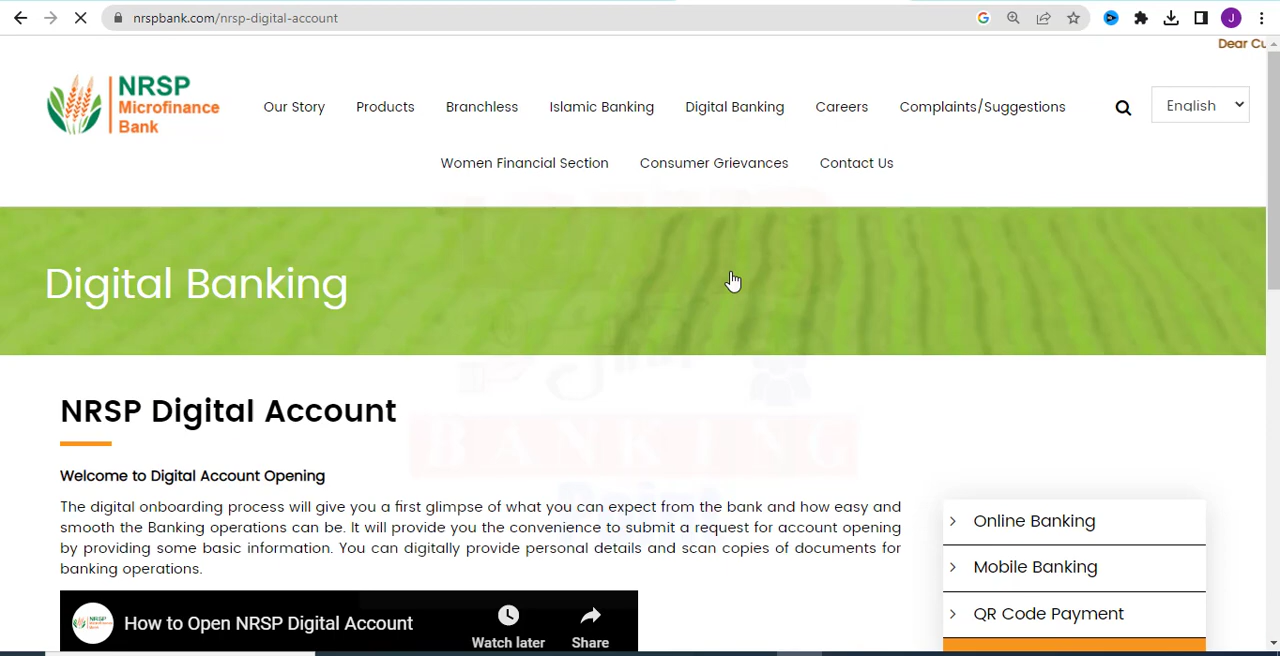 nrspbank.com/nrsp-digital-account
J
Dear Cu
NRSP
Microfinance
Bank
Our Story
Products
Branchless
Islamic Banking
Digital Banking
Careers
Complaints/Suggestions
English
Women Financial Section
Consumer Grievances
Contact Us
Digital Banking
BANKING
NRSP Digital Account
Welcome to Digital Account Opening
The digital onboarding process will give you a first glimpse of what you can expect from the bank and how easy and
smooth the Banking operations can be. It will provide you the convenience to submit a request for account opening
by providing some basic information. You can digitally provide personal details and scan copies of documents for
banking operations.
Online Banking
Mobile Banking
QR Code Payment
How to Open NRSP Digital Account
Watch later
Share